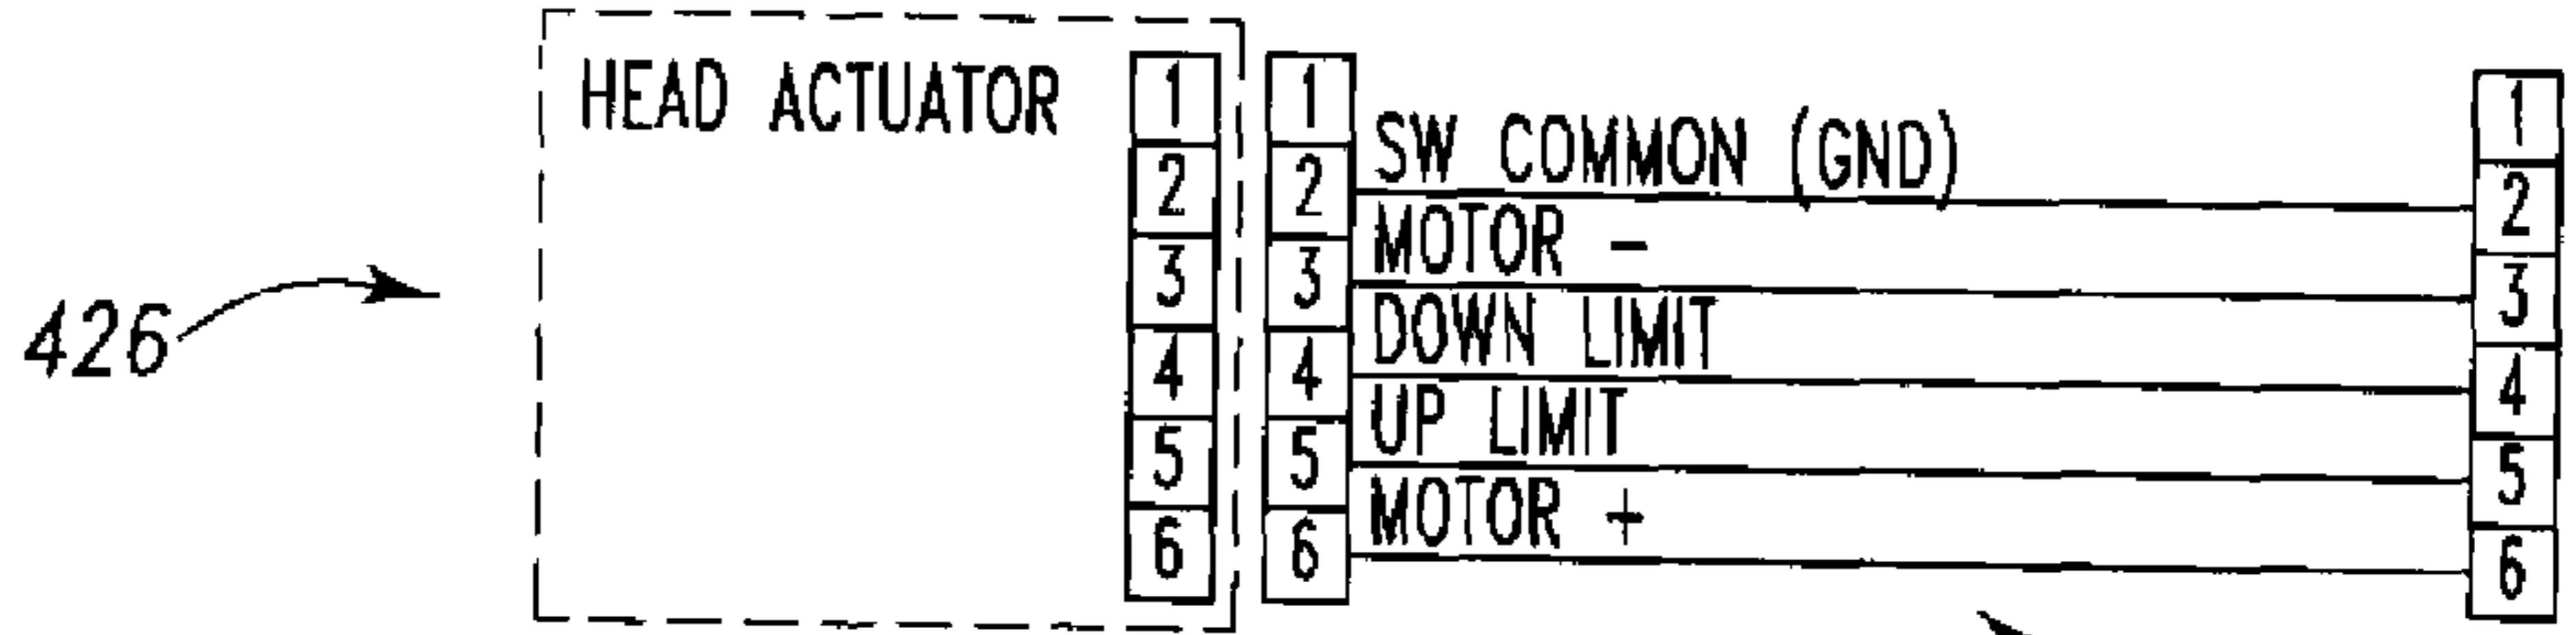 HEAD ACTUATOR
1 1 1
SW COMMON (GND)
2 2 2
MOTOR -
3 3 3
DOWN LIMIT
4 4 4
UP LIMIT
5 5 5
MOTOR +
6 6 6
426